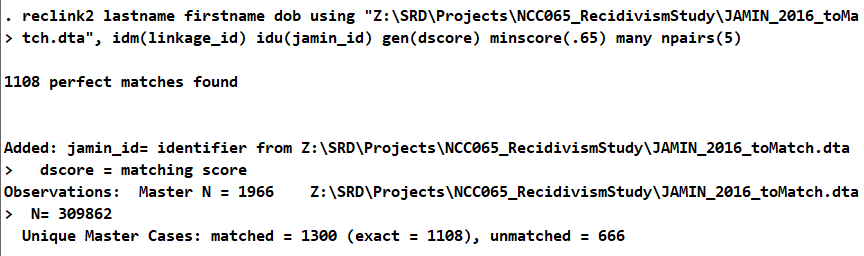 . reclink2 lastname firstname dob using "Z:\SRD\Projects\NCC065_RecidivismStudy\JAMIN_2016_toMa
> tch.dta", idm(linkage_id) idu(jamin_id) gen(dscore) minscore(.65) many npairs(5)
1108 perfect matches found
Added: jamin_id= identifier from Z:\SRD\Projects\NCC065_RecidivismStudy\JAMIN_2016_toMatch.dta
>   dscore = matching score
Observations:  Master N = 1966    Z:\SRD\Projects\NCC065_RecidivismStudy\JAMIN_2016_toMatch.dta
>  N= 309862
  Unique Master Cases: matched = 1300 (exact = 1108), unmatched = 666